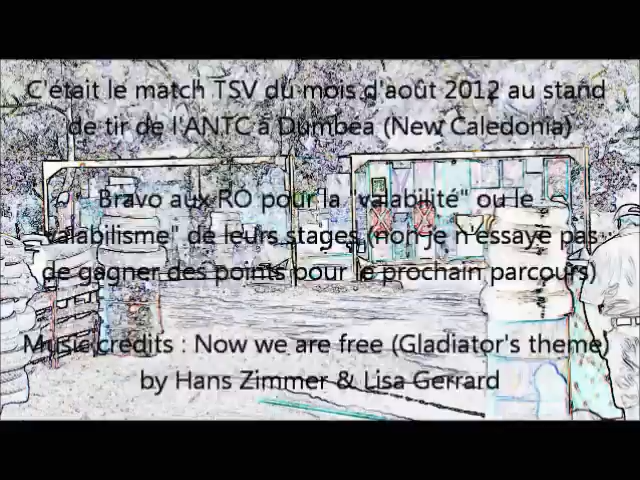 C'était le match TSV du mois d'août 2012 au stand
de tir de l'ANTC à Dumbéa (New Caledonia)
Bravo aux RO pour la "valabilité" ou le
"valabilisme" de leurs stages (non je n'essaye pas
de gagner des points pour le prochain parcours)
Music credits : Now we are free (Gladiator's theme)
by Hans Zimmer & Lisa Gerrard